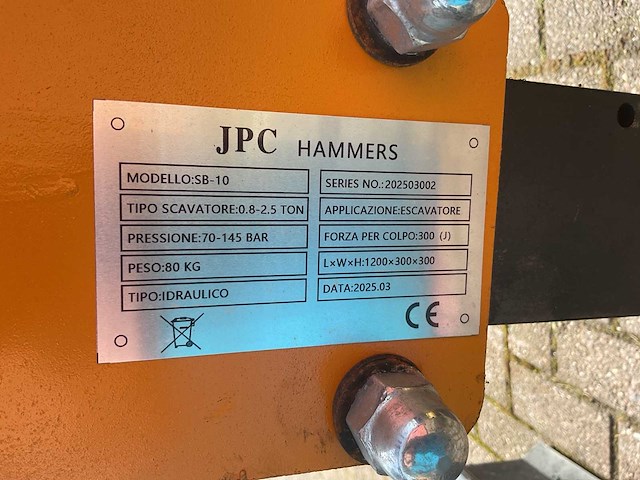 JPC HAMMERS
MODELLO:SB-10
SERIES NO.:202503002
TIPO SCAVATORE:0.8-2.5 TON
APPLICAZIONE:ESCAVATORE
PRESSIONE:70-145 BAR
FORZA PER COLPO:300 (J)
PESO:80 KG
L×W×H:1200×300×300
TIPO:IDRAULICO
DATA:2025.03
CE